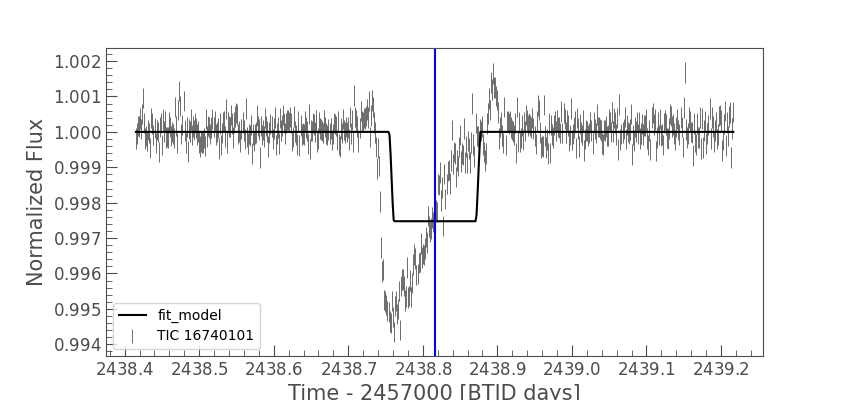 Normalized Flux
1.002
1.001
1.000
0.999
0.998
0.997
0.996
0.995
0.994
fit_model
TIC 16740101
2438.4 2438.5 2438.6 2438.7 2438.8 2438.9 2439.0 2439.1 2439.2
Time - 2457000 [BTJD days]